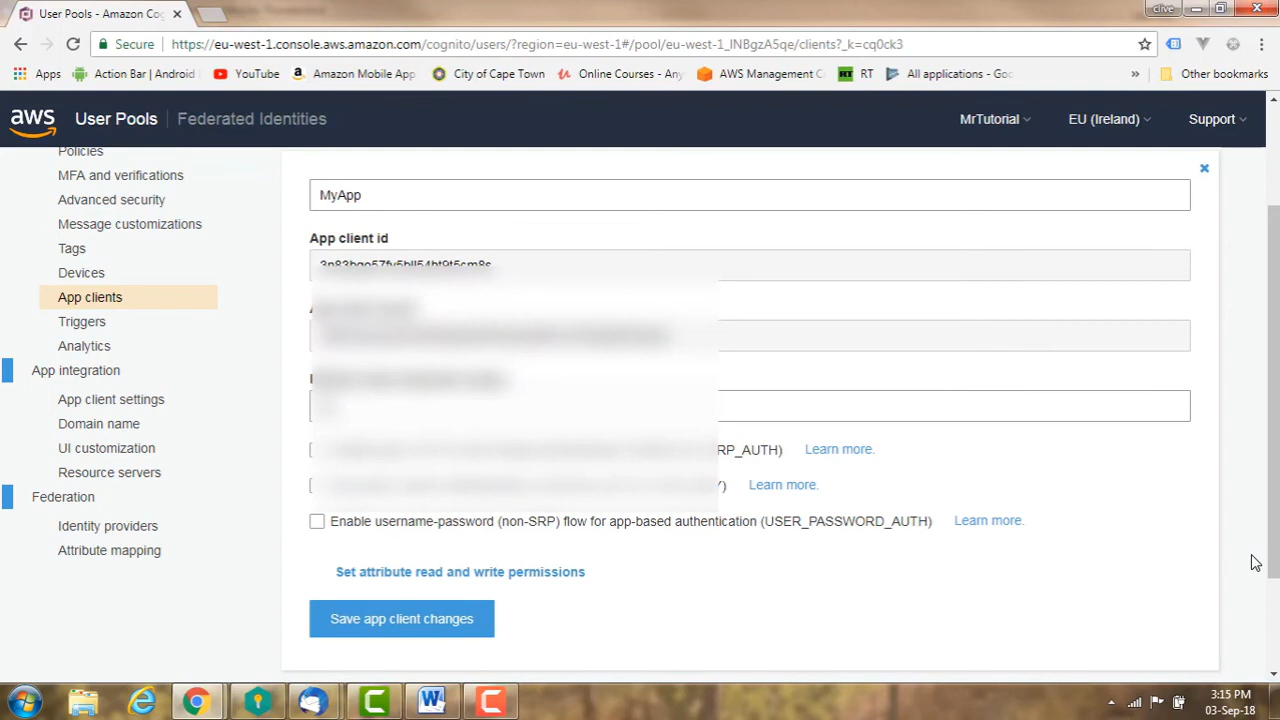 User Pools - Amazon Cog
clive
Secure
https://eu-west-1.console.aws.amazon.com/cognito/users/?region=eu-west-1#/pool/eu-west-1_lNBgzA5qe/clients?_k=cq0ck3
Apps
Action Bar | Android
YouTube
Amazon Mobile App
City of Cape Town
Online Courses - Any
AWS Management C
RT
All applications - Goo
»
Other bookmarks
aws
User Pools
Federated Identities
MrTutorial
EU (Ireland)
Support
Policies
MFA and verifications
Advanced security
Message customizations
Tags
Devices
App clients
Triggers
Analytics
App integration
App client settings
Domain name
UI customization
Resource servers
Federation
Identity providers
Attribute mapping
MyApp
App client id
RP_AUTH) Learn more.
) Learn more.
Enable username-password (non-SRP) flow for app-based authentication (USER_PASSWORD_AUTH) Learn more.
Set attribute read and write permissions
Save app client changes
3:15 PM
03-Sep-18